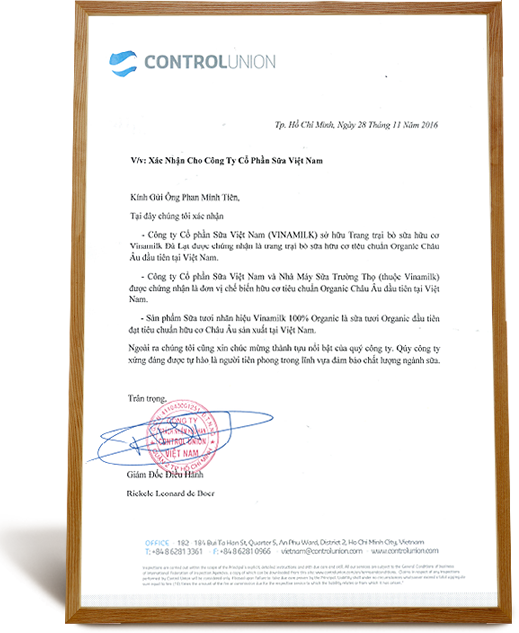 CONTROLUNION
Tp. Hồ Chí Minh, Ngày 28 Tháng 11 Năm 2016
V/v: Xác Nhận Cho Công Ty Cổ Phần Sữa Việt Nam
Kính Gửi Ông Phan Minh Tiên,
Tại đây chúng tôi xác nhận
- Công ty Cổ phần Sữa Việt Nam (VINAMILK) sở hữu Trang trại bò sữa hữu cơ
Vinamilk Đà Lạt được chứng nhận là trang trại bò sữa hữu cơ tiêu chuẩn Organic Châu
Âu đầu tiên tại Việt Nam.
- Công ty Cổ phần Sữa Việt Nam và Nhà Máy Sữa Trường Thọ (thuộc Vinamilk)
được chứng nhận là đơn vị chế biến hữu cơ tiêu chuẩn Organic Châu Âu đầu tiên tại Việt
Nam.
- Sản phẩm Sữa tươi nhãn hiệu Vinamilk 100% Organic là sữa tươi Organic đầu tiên
đạt tiêu chuẩn hữu cơ Châu Âu sản xuất tại Việt Nam.
Ngoài ra chúng tôi cũng xin chúc mừng thành tựu nổi bật của quý công ty. Qúy công ty
xứng đáng được tự hào là người tiên phong trong lĩnh vựa đảm bảo chất lượng ngành sữa.
Trân trọng,
CÔNG TY
CONTROL UNION
VIỆT NAM
Giám Đốc Điều Hành
Rickele Leonard de Boer
OFFICE · 182 - 184 Bui Ta Han St, Quarter 5, An Phu Ward, District 2, Ho Chi Minh City, Vietnam
T: +84 8 6281 3361 · F: +84 8 6281 0966 · vietnam@controlunion.com · www.controlunion.com